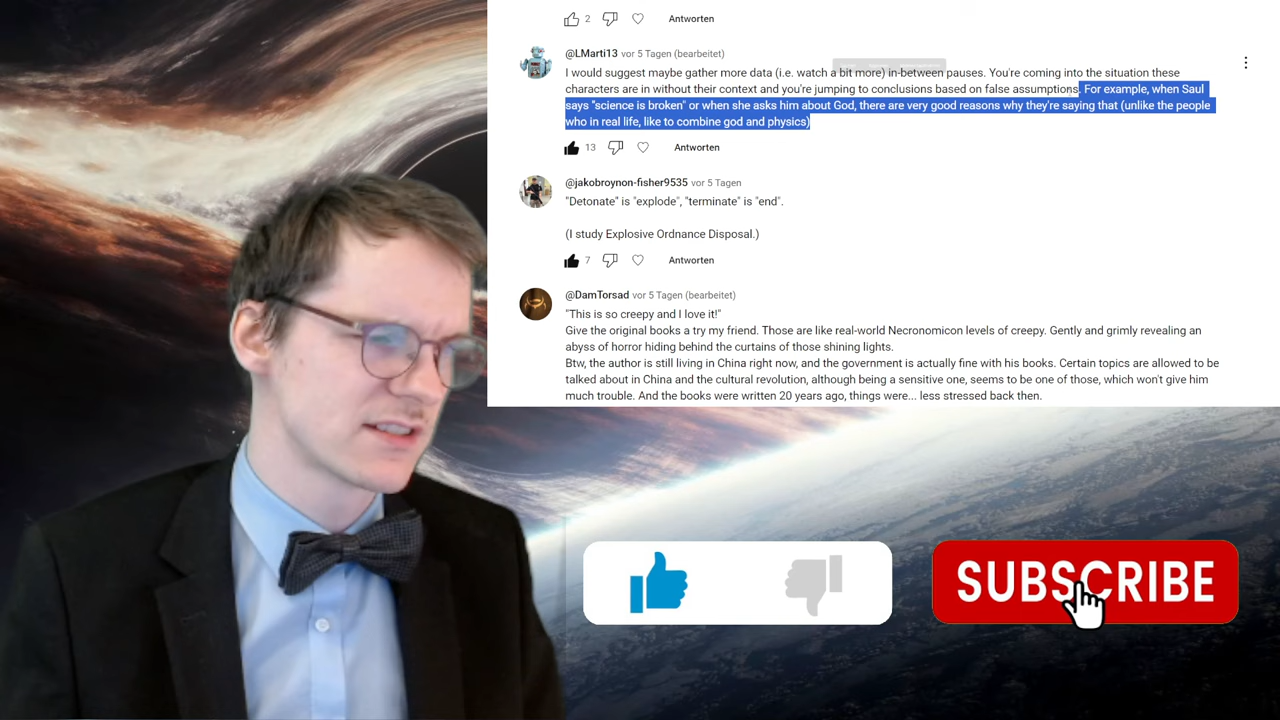 2 Antworten
@LMarti13 vor 5 Tagen (bearbeitet)
I would suggest maybe gather more data (i.e. watch a bit more) in-between pauses. You're coming into the situation these
characters are in without their context and you're jumping to conclusions based on false assumptions. For example, when Saul
says "science is broken" or when she asks him about God, there are very good reasons why they're saying that (unlike the people
who in real life, like to combine god and physics)
13 Antworten
@jakobroynon-fisher9535 vor 5 Tagen
"Detonate" is "explode", "terminate" is "end".
(I study Explosive Ordnance Disposal.)
7 Antworten
@DamTorsad vor 5 Tagen (bearbeitet)
"This is so creepy and I love it!"
Give the original books a try my friend. Those are like real-world Necronomicon levels of creepy. Gently and grimly revealing an
abyss of horror hiding behind the curtains of those shining lights.
Btw, the author is still living in China right now, and the government is actually fine with his books. Certain topics are allowed to be
talked about in China and the cultural revolution, although being a sensitive one, seems to be one of those, which won't give him
much trouble. And the books were written 20 years ago, things were... less stressed back then.
SUBSCRIBE